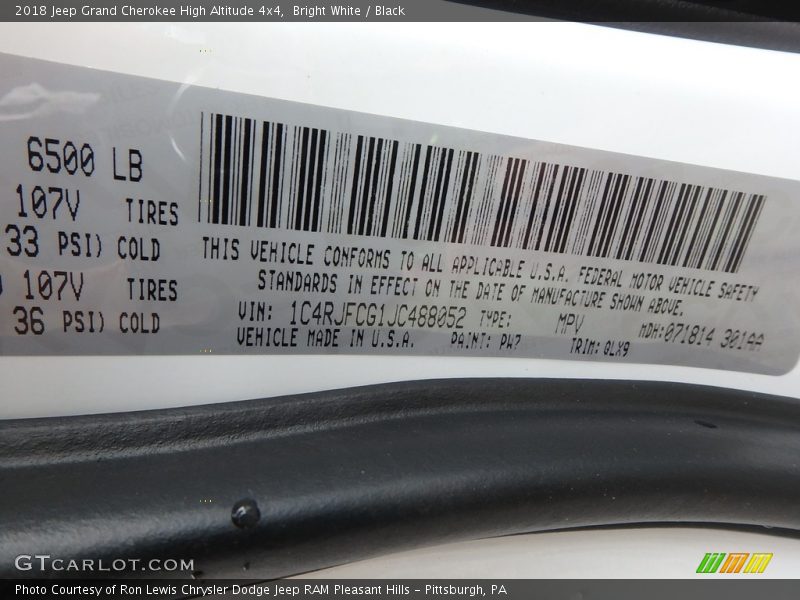 2018 Jeep Grand Cherokee High Altitude 4x4,  Bright White / Black
6500 LB
107V TIRES
33 PSI) COLD
107V TIRES
36 PSI) COLD
THIS VEHICLE CONFORMS TO ALL APPLICABLE U.S.A. FEDERAL MOTOR VEHICLE SAFETY
STANDARDS IN EFFECT ON THE DATE OF MANUFACTURE SHOWN ABOVE.
VIN: 1C4RJFCG1JC488052 TYPE: MPV MDH:071814 301AA
VEHICLE MADE IN U.S.A. PAINT: PW7 TRIM: QLX9
GTCARLOT.COM
Photo Courtesy of Ron Lewis Chrysler Dodge Jeep RAM Pleasant Hills - Pittsburgh, PA